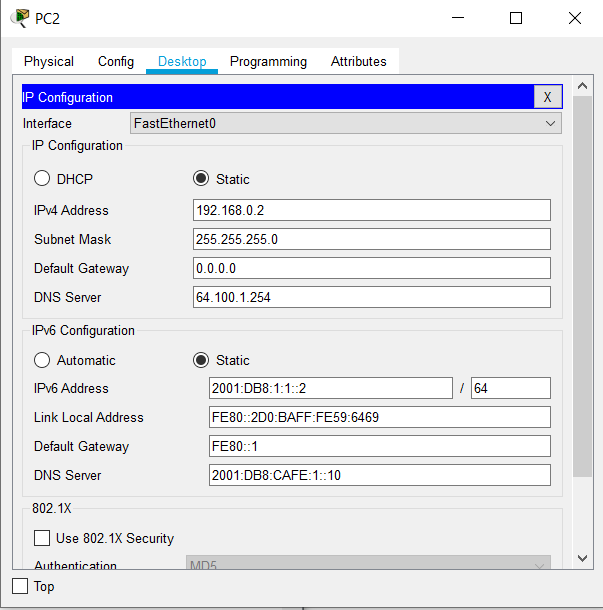 PC2
Physical Config Desktop Programming Attributes
IP Configuration X
Interface FastEthernet0
IP Configuration
DHCP Static
IPv4 Address 192.168.0.2
Subnet Mask 255.255.255.0
Default Gateway 0.0.0.0
DNS Server 64.100.1.254
IPv6 Configuration
Automatic Static
IPv6 Address 2001:DB8:1:1::2 / 64
Link Local Address FE80::2D0:BAFF:FE59:6469
Default Gateway FE80::1
DNS Server 2001:DB8:CAFE:1::10
802.1X
Use 802.1X Security
Authentication MD5
Top